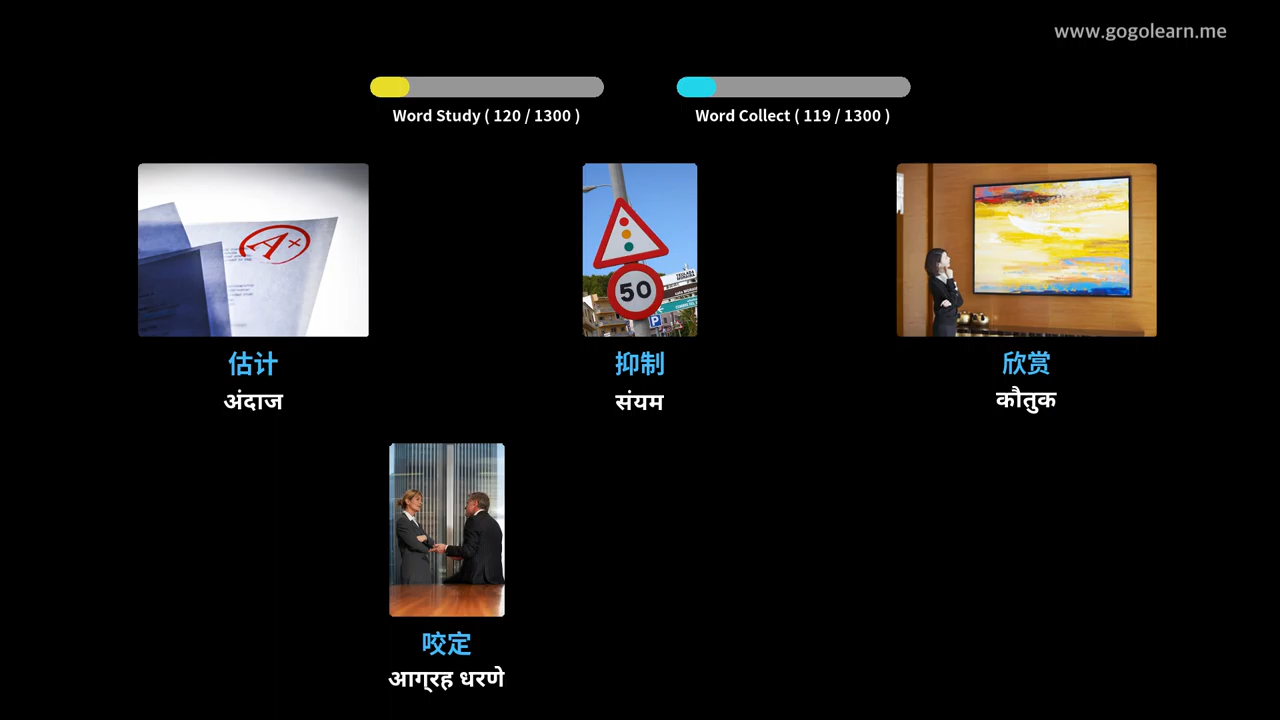 www.gogolearn.me
Word Study ( 120 / 1300 )
Word Collect ( 119 / 1300 )
A+
50
P
估计
抑制
欣赏
अंदाज
संयम
कौतुक
咬定
आग्रह धरणे